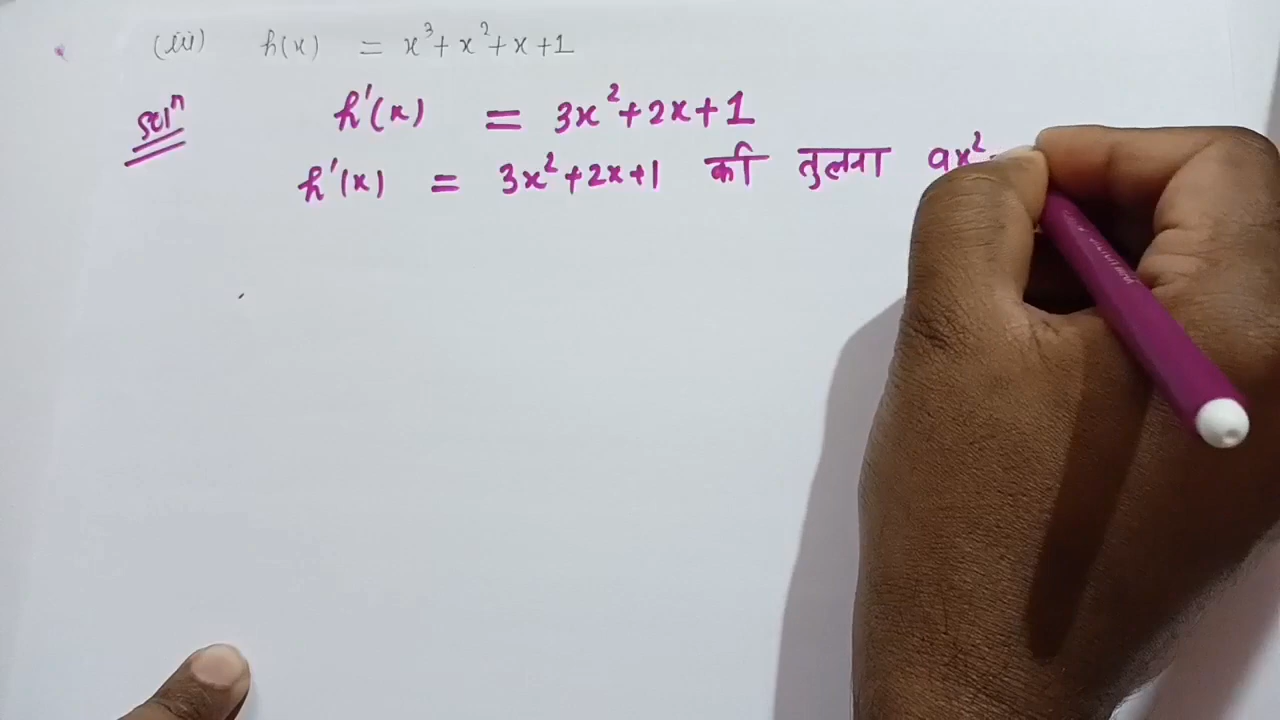 (iii) h(x) = x³+x²+x+1
Solⁿ h'(x) = 3x²+2x+1
h'(x) = 3x²+2x+1 की तुलना ax²